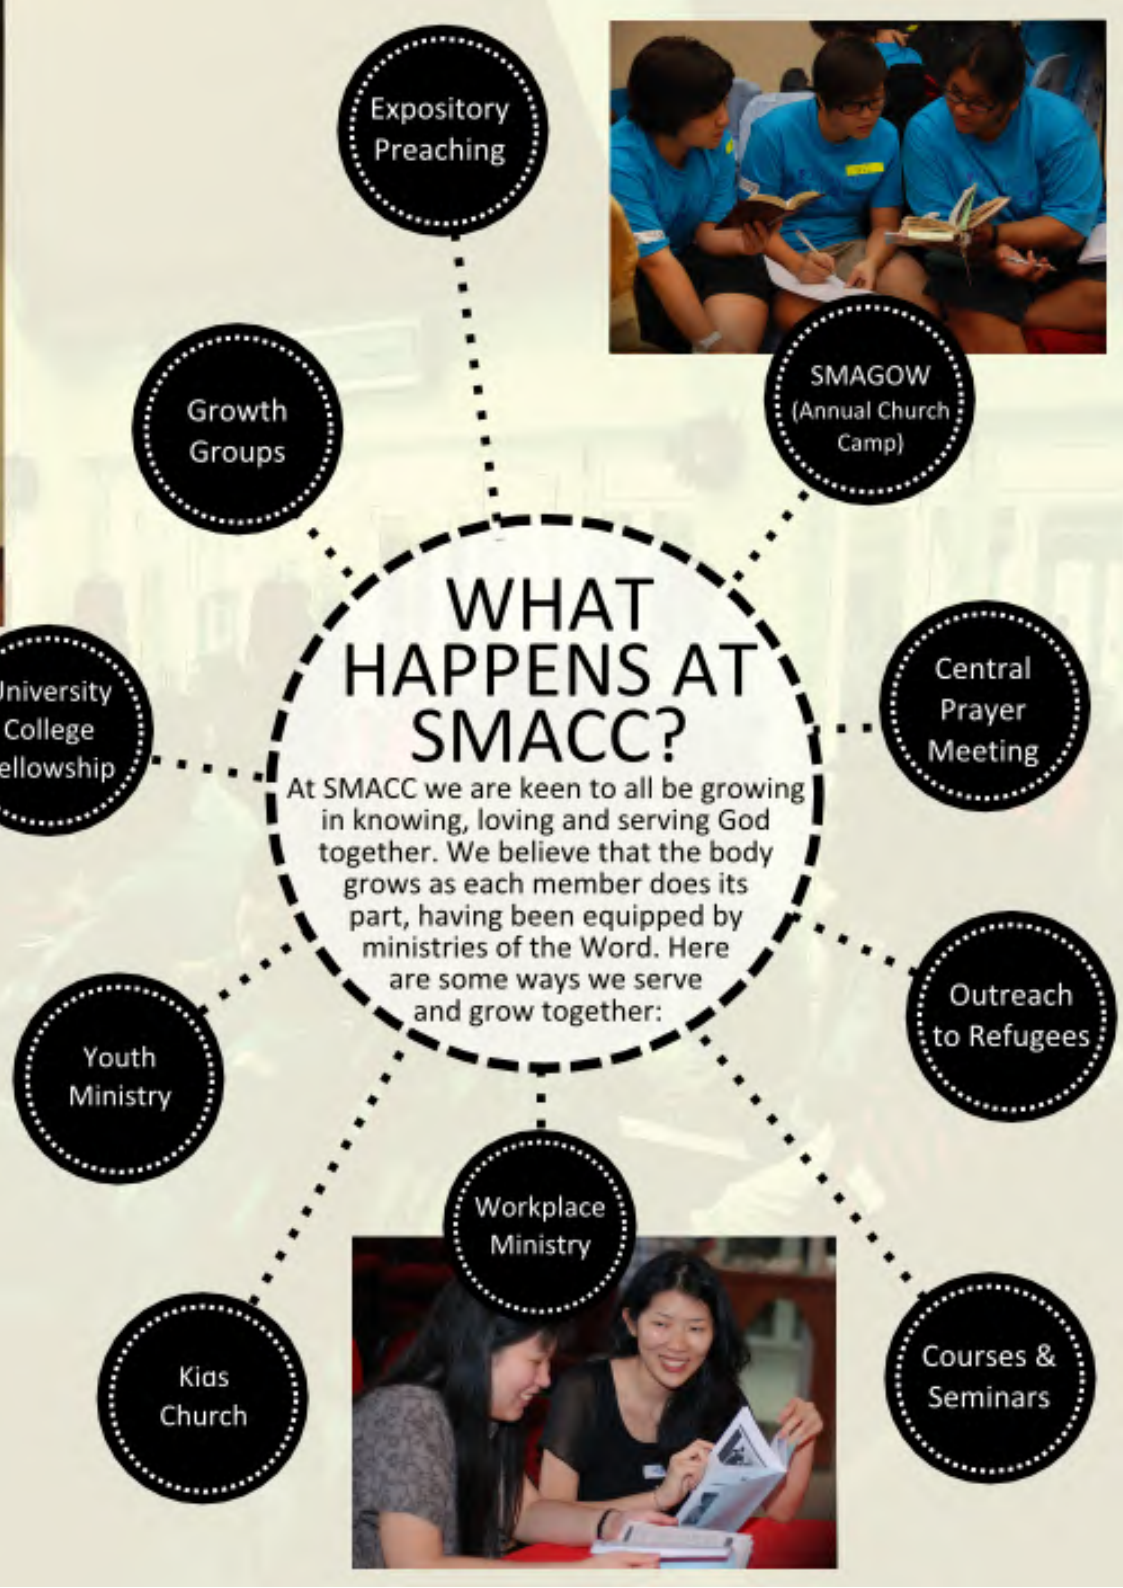 Expository
Preaching
SMAGOW
(Annual Church
Camp)
Growth
Groups
WHAT
HAPPENS AT
SMACC?
At SMACC we are keen to all be growing
in knowing, loving and serving God
together. We believe that the body
grows as each member does its
part, having been equipped by
ministries of the Word. Here
are some ways we serve
and grow together:
Central
Prayer
Meeting
University
College
ellowship
Outreach
to Refugees
Youth
Ministry
Workplace
Ministry
Courses &
Seminars
Kids
Church